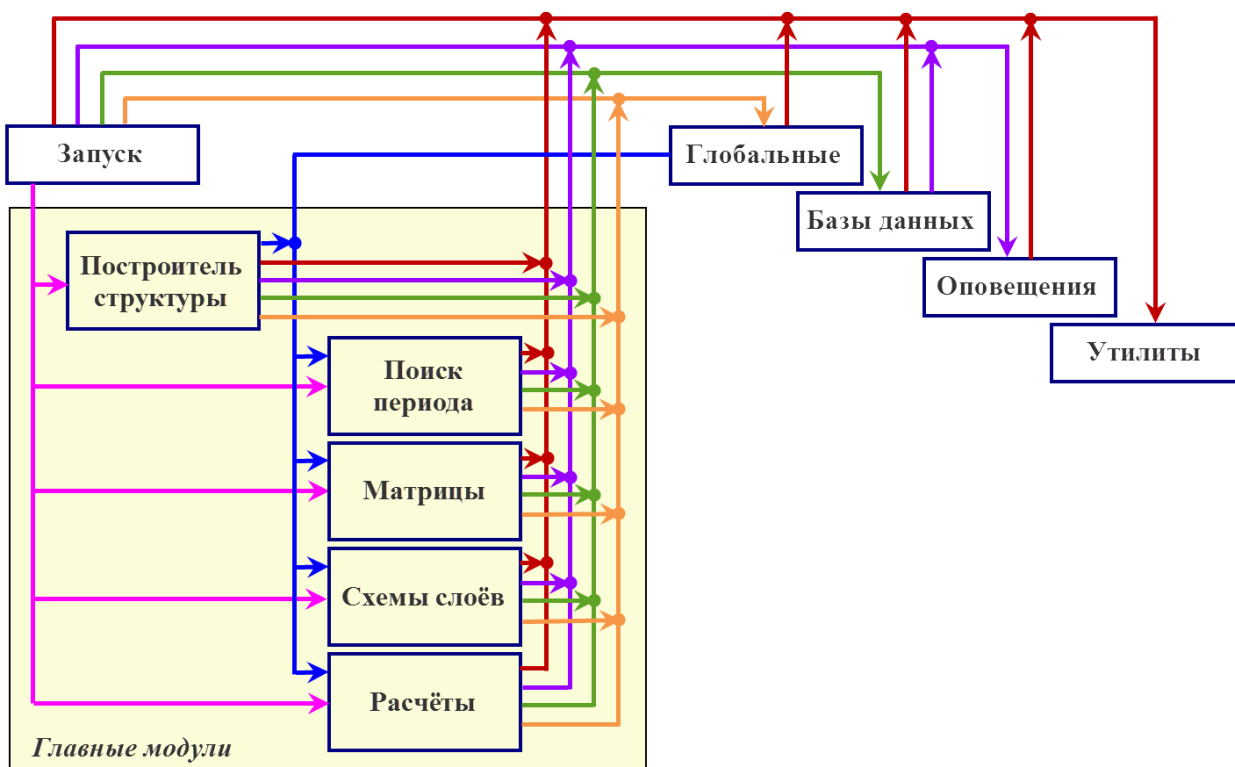 Запуск
Глобальные
Базы данных
Оповещения
Утилиты
Построитель
структуры
Поиск
периода
Матрицы
Схемы слоёв
Расчёты
Главные модули